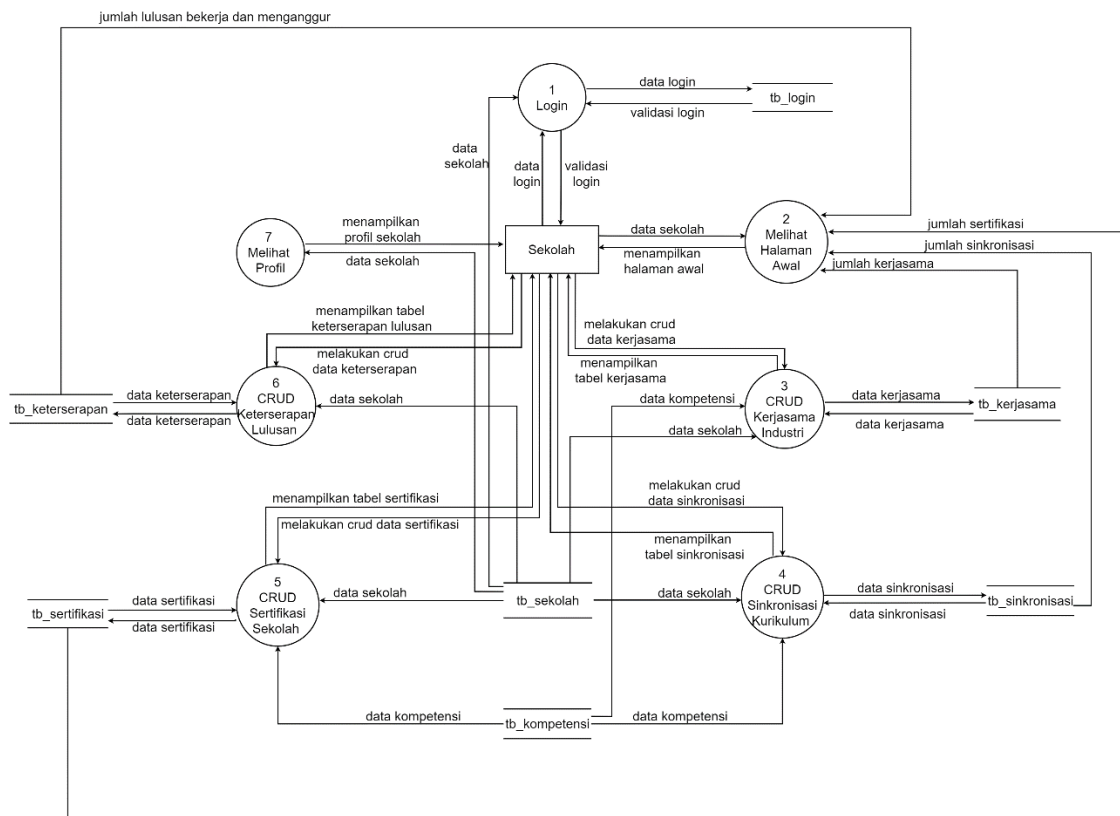 jumlah lulusan bekerja dan menganggur
1
Login
data login
validasi login
tb_login
data
sekolah
data
login
validasi
login
7
Melihat
Profil
menampilkan
profil sekolah
data sekolah
Sekolah
data sekolah
menampilkan
halaman awal
2
Melihat
Halaman
Awal
jumlah sertifikasi
jumlah sinkronisasi
jumlah kerjasama
menampilkan tabel
keterserapan lulusan
melakukan crud
data keterserapan
melakukan crud
data kerjasama
menampilkan
tabel kerjasama
tb_keterserapan
data keterserapan
data keterserapan
6
CRUD
Keterserapan
Lulusan
data sekolah
data kompetensi
data sekolah
3
CRUD
Kerjasama
Industri
data kerjasama
data kerjasama
tb_kerjasama
menampilkan tabel sertifikasi
melakukan crud data sertifikasi
melakukan crud
data sinkronisasi
menampilkan
tabel sinkronisasi
tb_sertifikasi
data sertifikasi
data sertifikasi
5
CRUD
Sertifikasi
Sekolah
data sekolah
tb_sekolah
data sekolah
4
CRUD
Sinkronisasi
Kurikulum
data sinkronisasi
data sinkronisasi
tb_sinkronisasi
data kompetensi
tb_kompetensi
data kompetensi